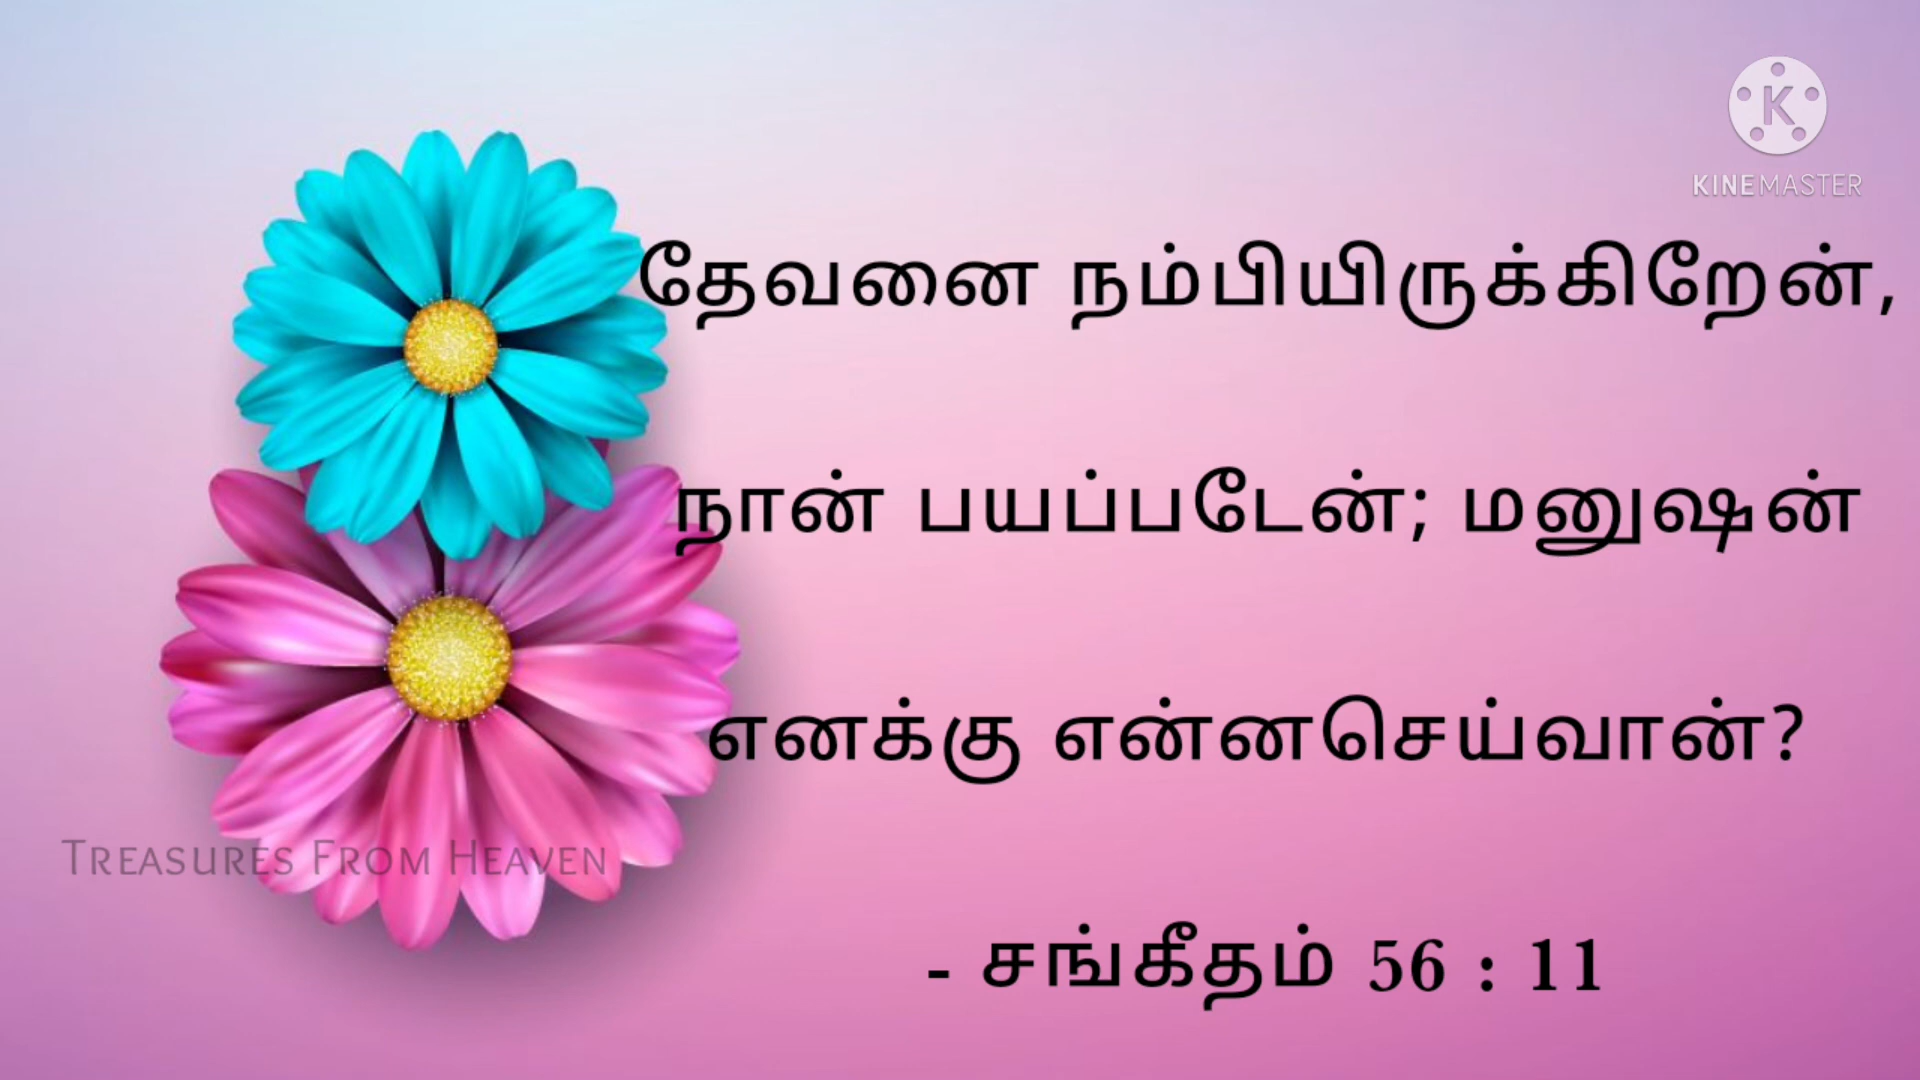 KINEMASTER
தேவனை நம்பியிருக்கிறேன்,
நான் பயப்படேன்; மனுஷன்
எனக்கு என்னசெய்வான்?
TREASURES FROM HEAVEN
- சங்கீதம் 56 : 11